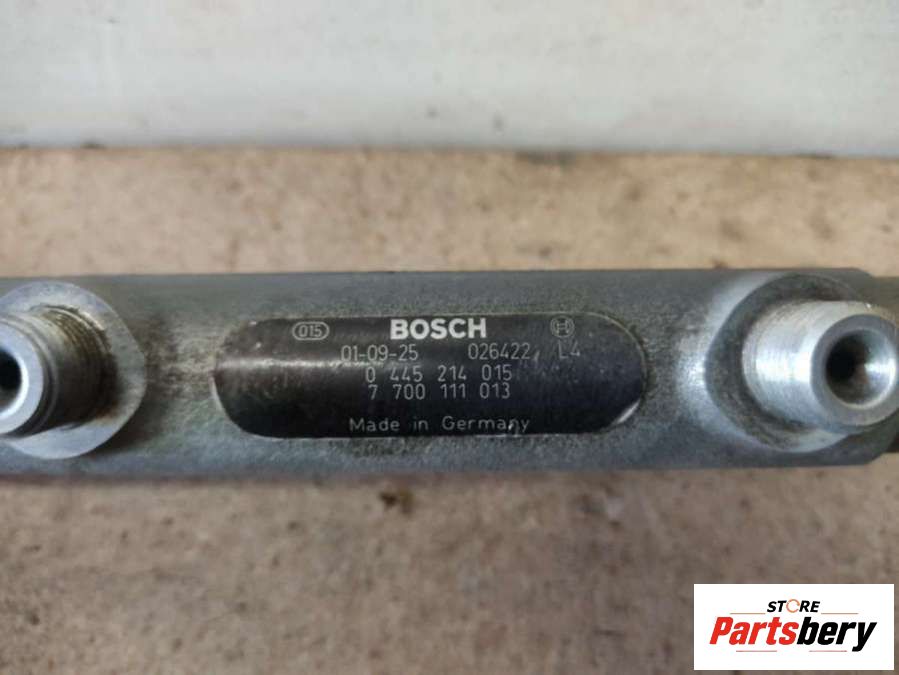 015 BOSCH
01-09-25 026422 L4
0 445 214 015
7 700 111 013
Made in Germany
STORE
Partsbery